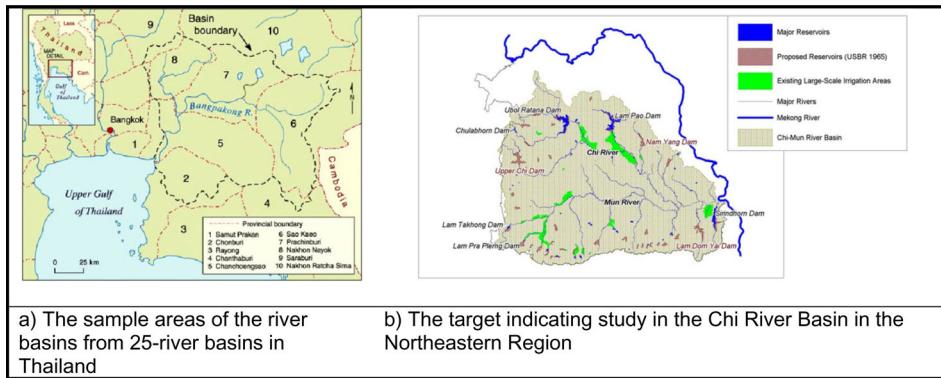 Laos
Thailand
MAP
DETAIL
Cam.
Gulf
of
Thailand
Basin
boundary
9
10
8
7
N
Bangpakong R.
6
Bangkok
1
5
2
Cambodia
Upper Gulf
of Thailand
4
3
0 25 km
Provincial boundary
1 Samut Prakan
2 Chonburi
3 Rayong
4 Chanthaburi
5 Chanchoengsao
6 Sao Kaeo
7 Prachinburi
8 Nakhon Nayok
9 Saraburi
10 Nakhon Ratcha Sima
Major Reservoirs
Proposed Reservoirs (USBR 1965)
Existing Large-Scale Irrigation Areas
Major Rivers
Mekong River
Chi-Mun River Basin
Ubol Ratana Dam
Lam Pao Dam
Chulabhorn Dam
Nam Yang Dam
Chi River
Upper Chi Dam
Mun River
Sirindhorn Dam
Lam Takhong Dam
Lam Pra Plerng Dam
Lam Dom Yai Dam
a) The sample areas of the river
basins from 25-river basins in
Thailand
b) The target indicating study in the Chi River Basin in the
Northeastern Region